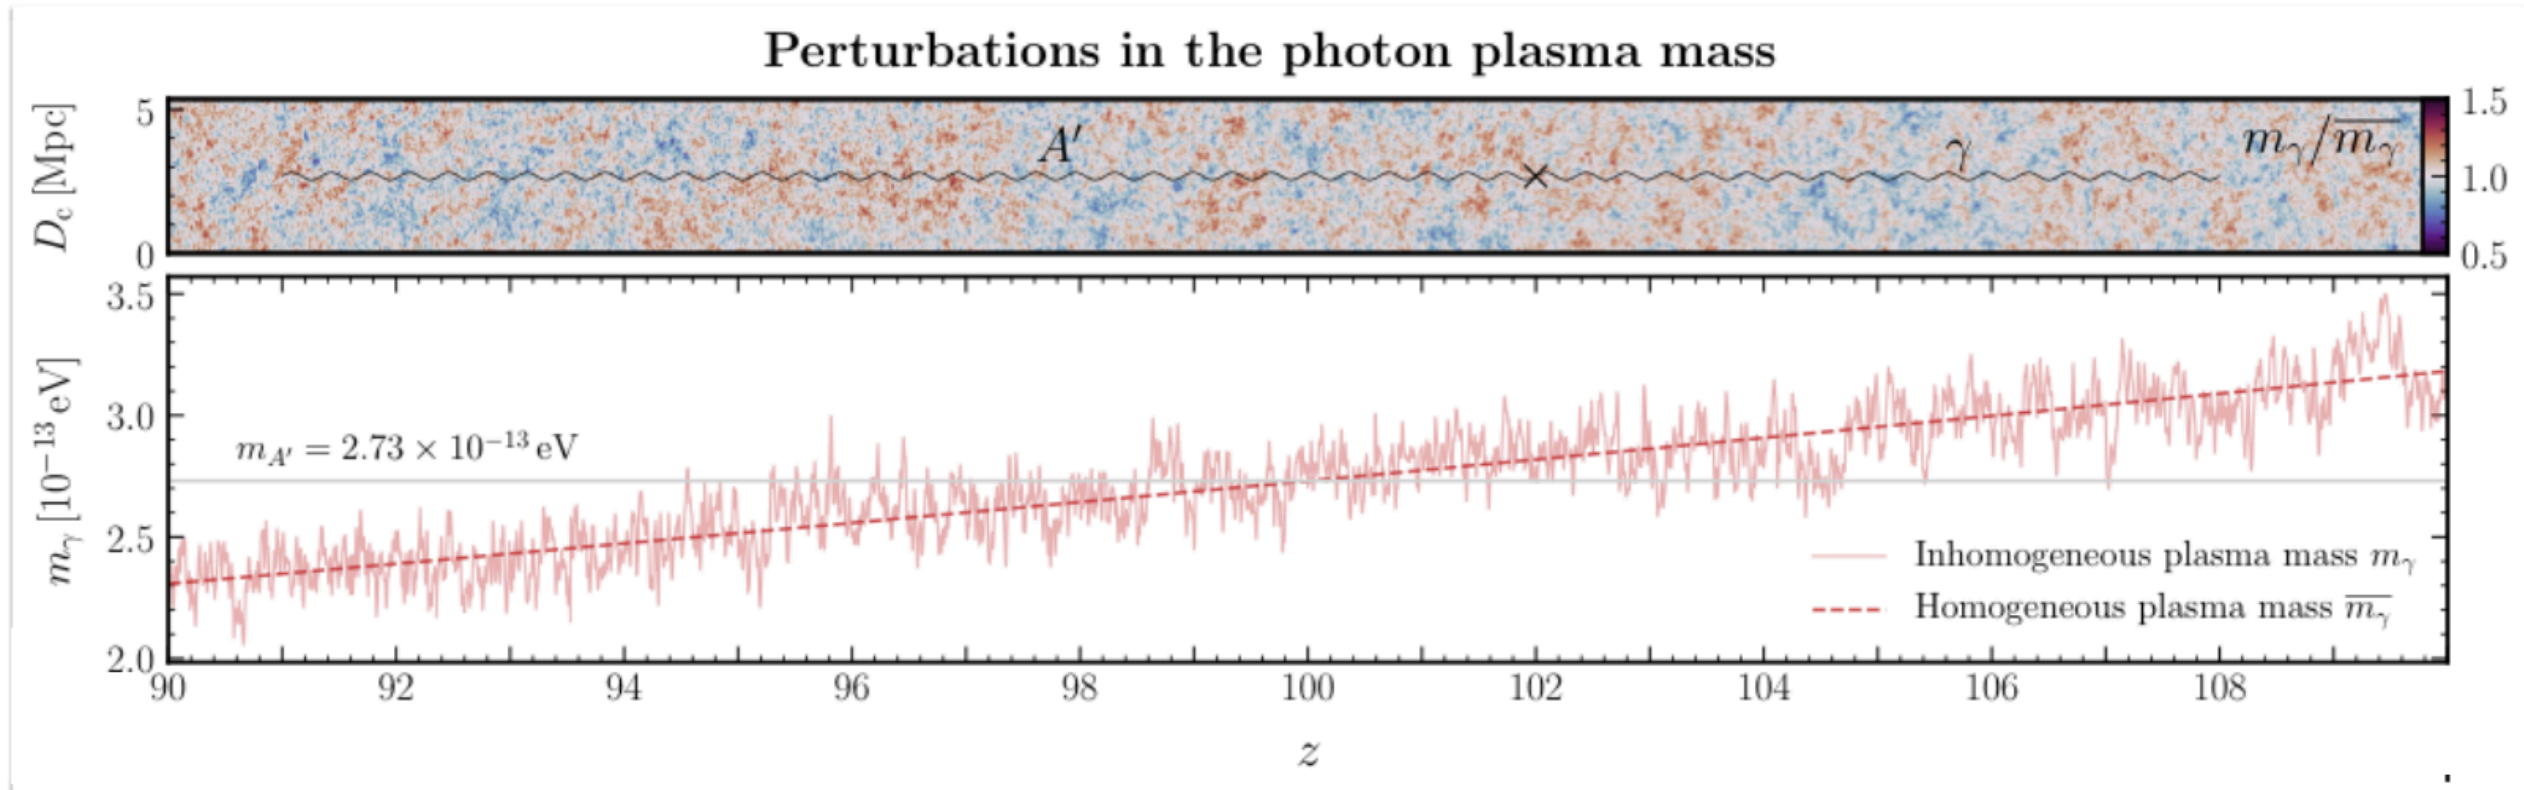 Perturbations in the photon plasma mass
D_c [Mpc]
5
0
A′
γ
m_γ/\overline{m_γ}
1.5
1.0
0.5
m_γ [10⁻¹³ eV]
3.5
3.0
2.5
2.0
m_{A′} = 2.73 × 10⁻¹³ eV
Inhomogeneous plasma mass m_γ
Homogeneous plasma mass \overline{m_γ}
90 92 94 96 98 100 102 104 106 108
z